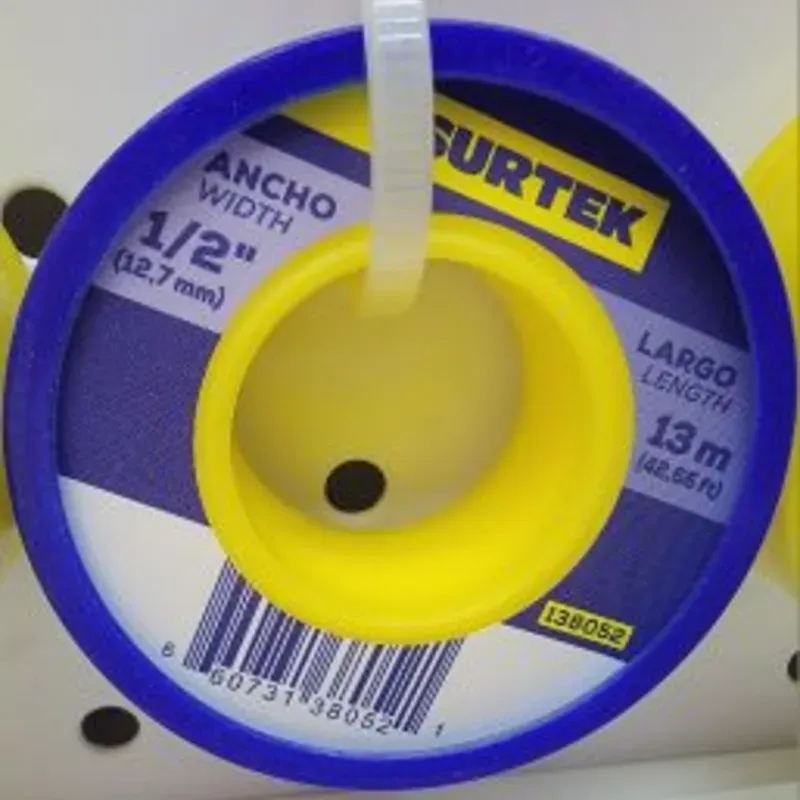 SURTEK
ANCHO
WIDTH
1/2"
(12,7 mm)
LARGO
LENGTH
13 m
(42,65 ft)
138052
6 60731 38052 1